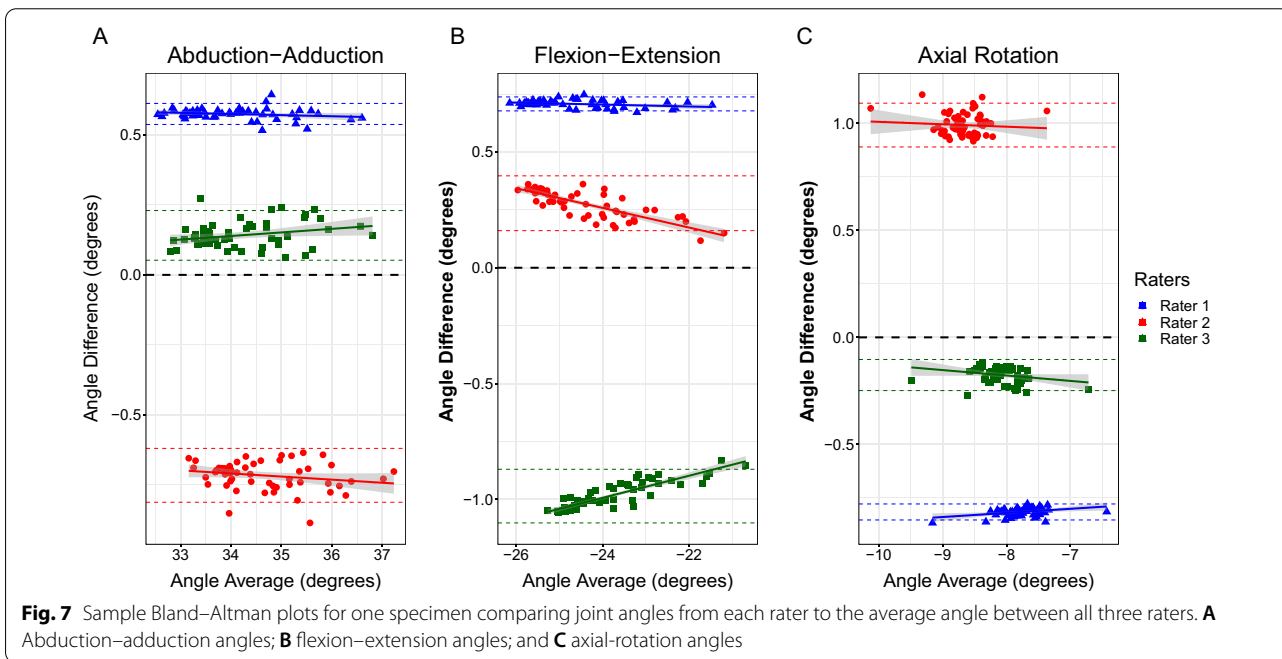 A
Abduction−Adduction
Angle Difference (degrees)
0.5
0.0
−0.5
33 34 35 36 37
Angle Average (degrees)
B
Flexion−Extension
Angle Difference (degrees)
0.5
0.0
−0.5
−1.0
−26 −24 −22
Angle Average (degrees)
C
Axial Rotation
Angle Difference (degrees)
1.0
0.5
0.0
−0.5
−10 −9 −8 −7
Angle Average (degrees)
Raters
Rater 1
Rater 2
Rater 3
Fig. 7 Sample Bland–Altman plots for one specimen comparing joint angles from each rater to the average angle between all three raters. A
Abduction–adduction angles; B flexion–extension angles; and C axial-rotation angles